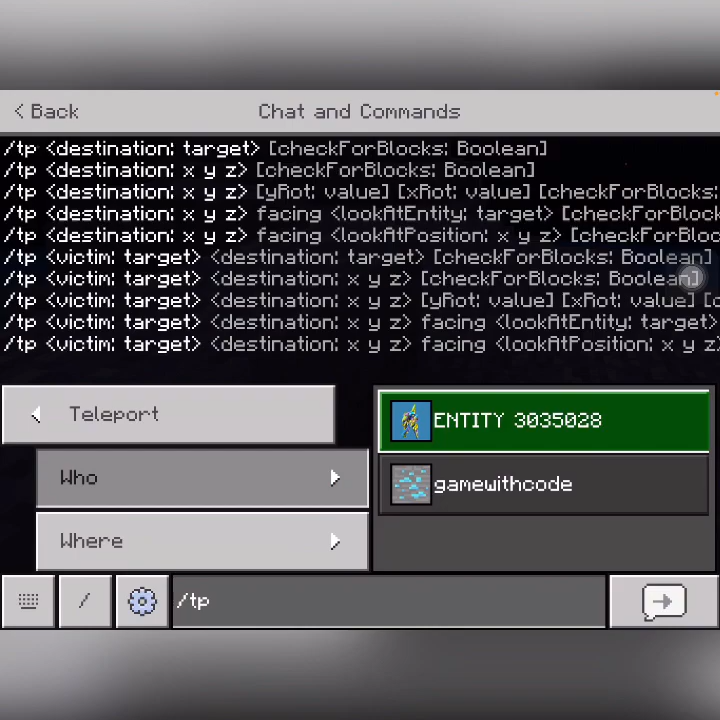 < Back
Chat and Commands
/tp <destination: target> [checkForBlocks: Boolean]
/tp <destination: x y z> [checkForBlocks: Boolean]
/tp <destination: x y z> [yRot: value] [xRot: value] [checkForBlocks:
/tp <destination: x y z> facing <lookAtEntity: target> [checkForBlock
/tp <destination: x y z> facing <lookAtPosition: x y z> [checkForBloc
/tp <victim: target> <destination: target> [checkForBlocks: Boolean]
/tp <victim: target> <destination: x y z> [checkForBlocks: Boolean]
/tp <victim: target> <destination: x y z> [yRot: value] [xRot: value] [c
/tp <victim: target> <destination: x y z> facing <lookAtEntity: target>
/tp <victim: target> <destination: x y z> facing <lookAtPosition: x y z
Teleport
Who
Where
ENTITY 3035028
gamewithcode
/
/tp